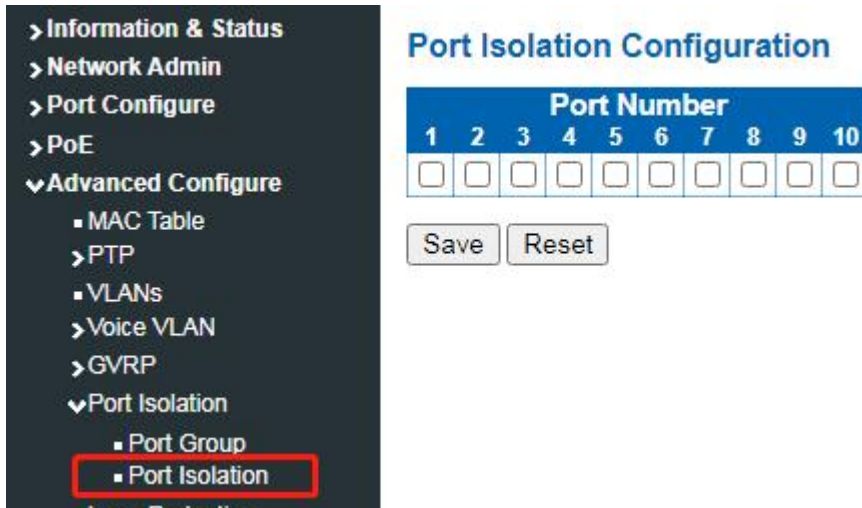 Information & Status
Network Admin
Port Configure
PoE
Advanced Configure
MAC Table
PTP
VLANs
Voice VLAN
GVRP
Port Isolation
Port Group
Port Isolation
Port Isolation Configuration
Port Number
1 2 3 4 5 6 7 8 9 10
Save Reset